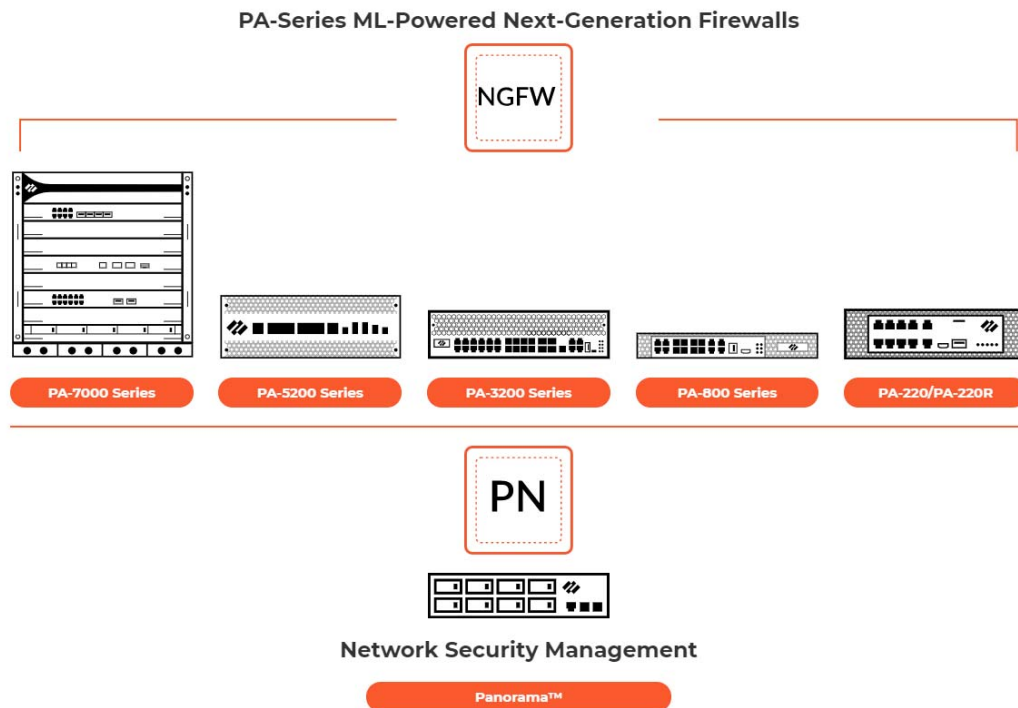 PA-Series ML-Powered Next-Generation Firewalls
NGFW
PA-7000 Series
PA-5200 Series
PA-3200 Series
PA-800 Series
PA-220/PA-220R
PN
Network Security Management
Panorama™